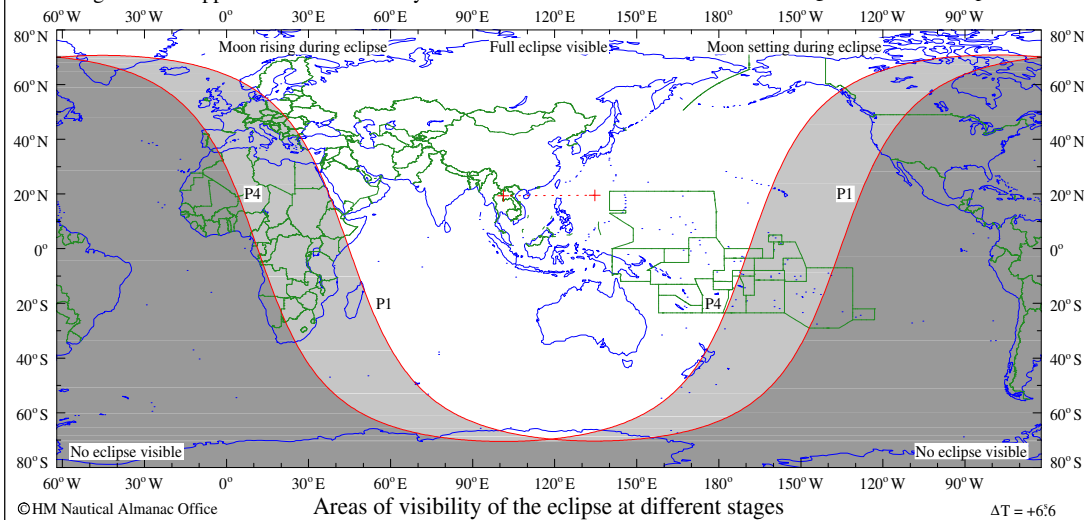 60° W 30° W 0° 30° E 60° E 90° E 120° E 150° E 180° E 150° W 120° W 90° W
80° N Moon rising during eclipse Full eclipse visible Moon setting during eclipse 80° N
60° N 60° N
40° N 40° N
20° N P4 P1 20° N
0° 0°
20° S P1 P4 20° S
40° S 40° S
60° S 60° S
No eclipse visible No eclipse visible
80° S 80° S
60° W 30° W 0° 30° E 60° E 90° E 120° E 150° E 180° E 150° W 120° W 90° W
©HM Nautical Almanac Office Areas of visibility of the eclipse at different stages ΔT = +6ˢ.6